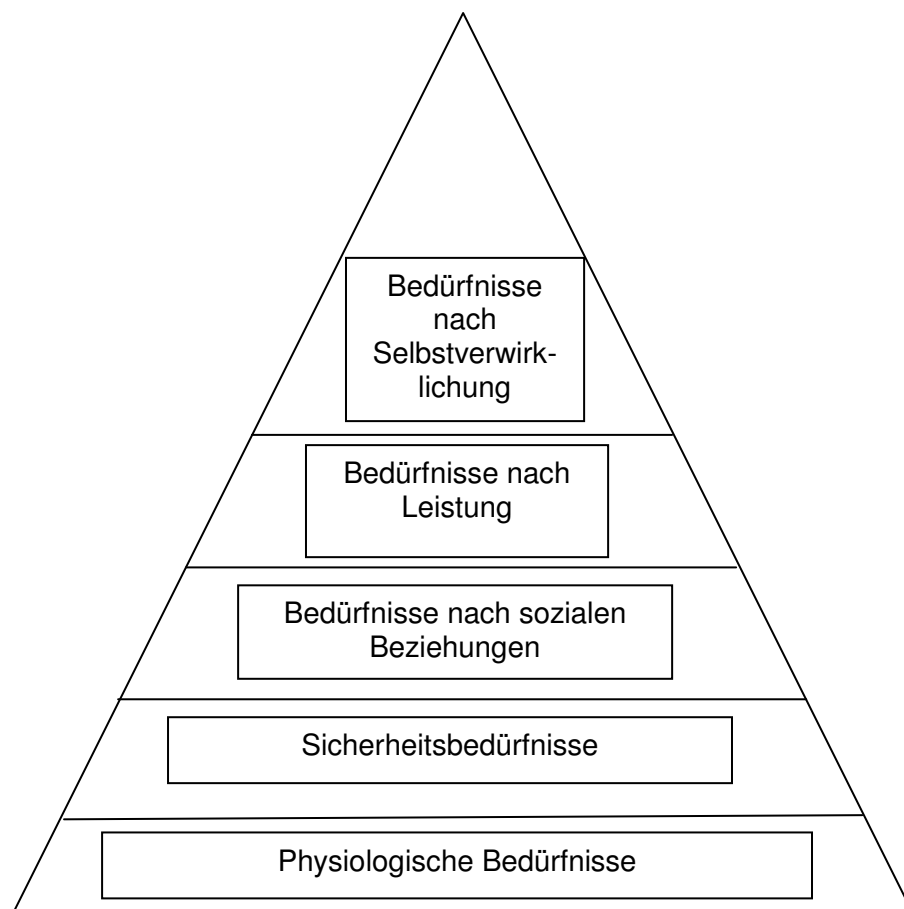 Bedürfnisse
nach
Selbstverwirk-
lichung
Bedürfnisse nach
Leistung
Bedürfnisse nach sozialen
Beziehungen
Sicherheitsbedürfnisse
Physiologische Bedürfnisse